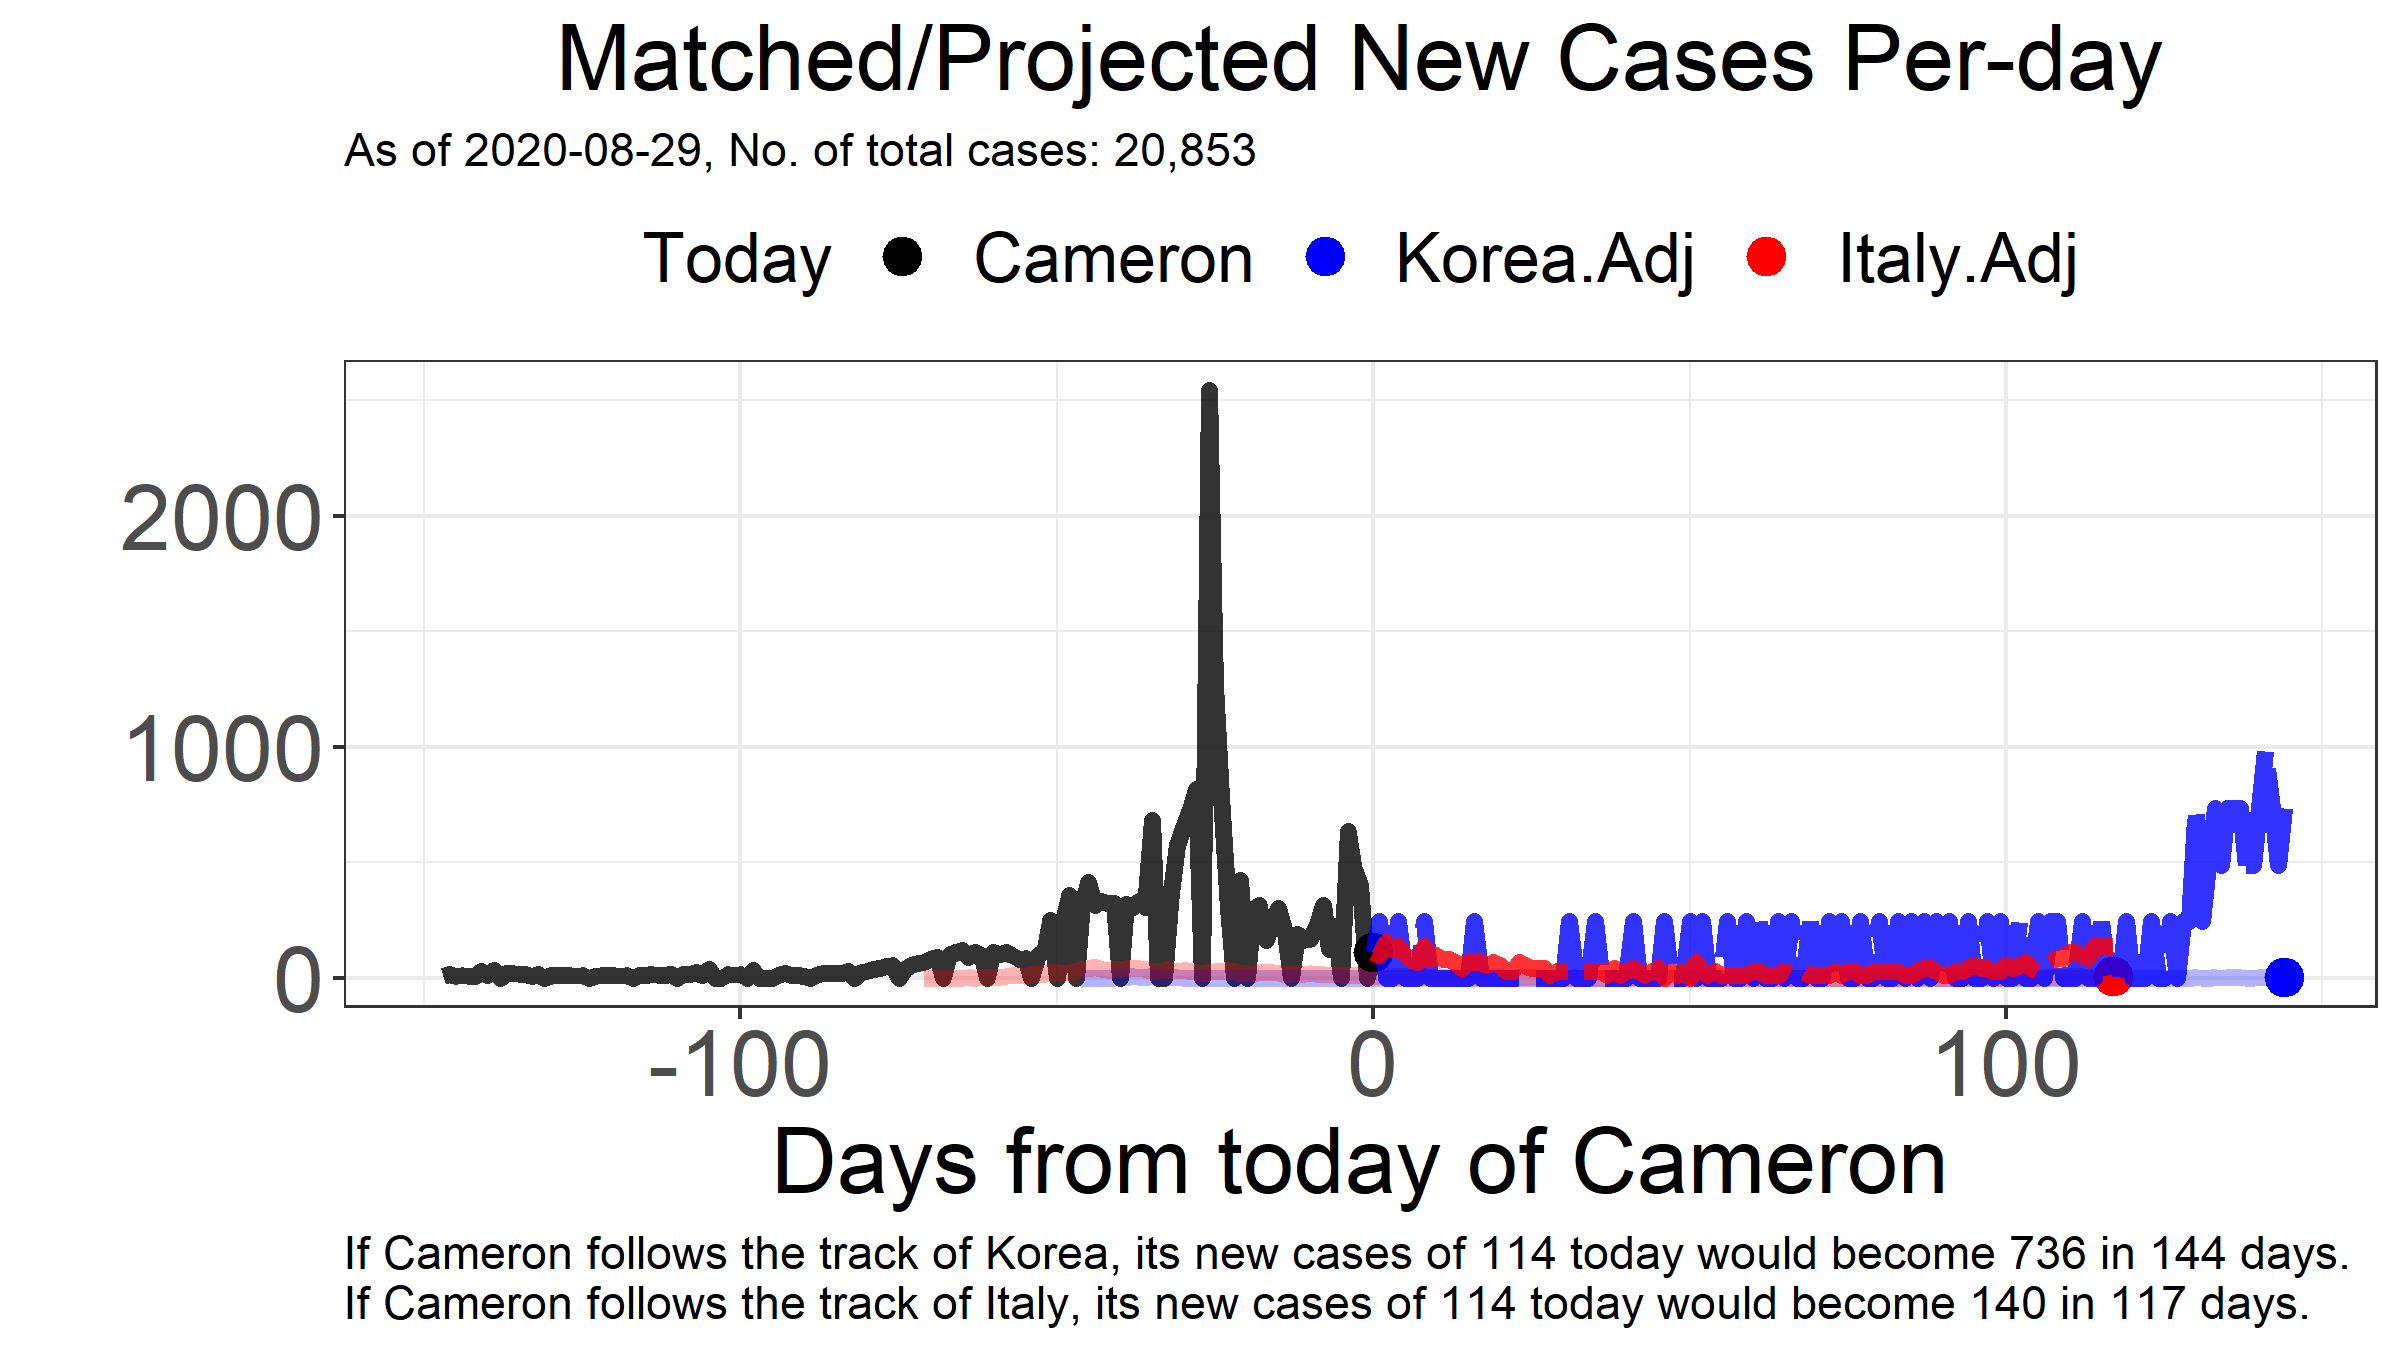 Matched/Projected New Cases Per-day
As of 2020-08-29, No. of total cases: 20,853
Today Cameron Korea.Adj Italy.Adj
2000
1000
0
-100 0 100
Days from today of Cameron
If Cameron follows the track of Korea, its new cases of 114 today would become 736 in 144 days.
If Cameron follows the track of Italy, its new cases of 114 today would become 140 in 117 days.